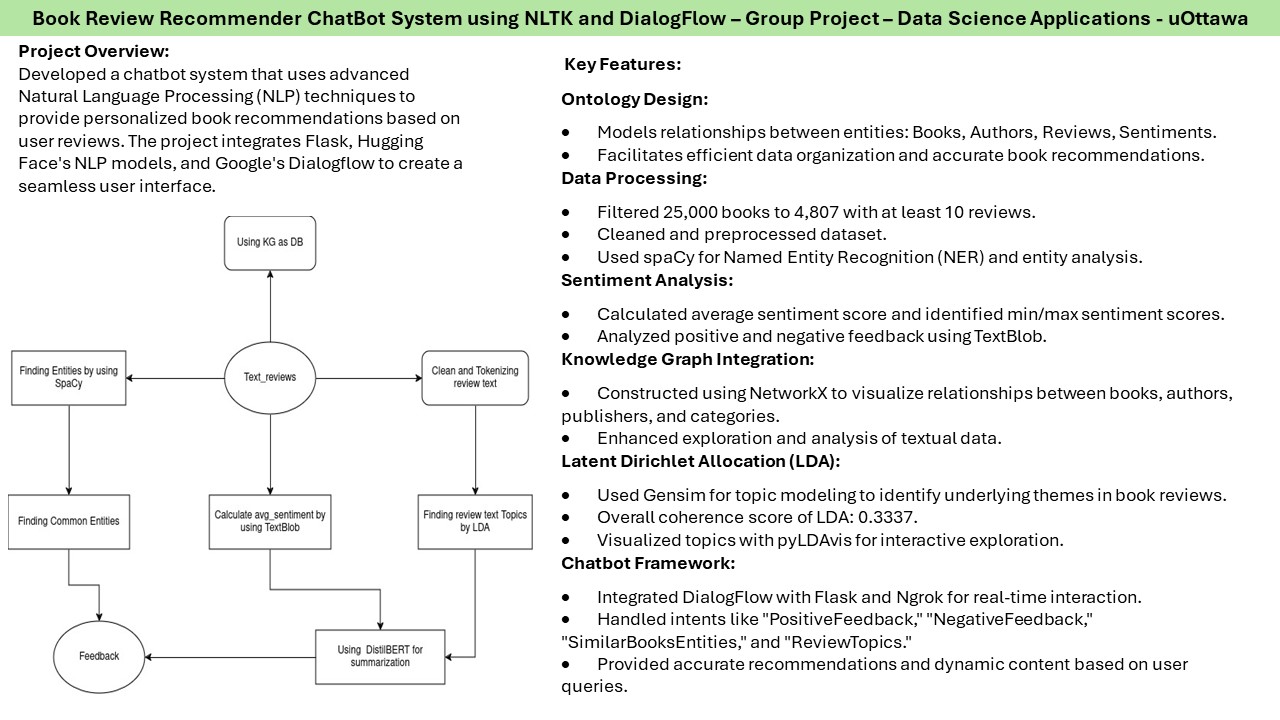 Book Review Recommender ChatBot System using NLTK and DialogFlow – Group Project – Data Science Applications - uOttawa
Project Overview:
Developed a chatbot system that uses advanced
Natural Language Processing (NLP) techniques to
provide personalized book recommendations based on
user reviews. The project integrates Flask, Hugging
Face's NLP models, and Google's Dialogflow to create a
seamless user interface.
Using KG as DB
Finding Entities by using
SpaCy
Text_reviews
Clean and Tokenizing
review text
Finding Common Entities
Calculate avg_sentiment by
using TextBlob
Finding review text Topics
by LDA
Feedback
Using DistilBERT for
summarization
Key Features:
Ontology Design:
• Models relationships between entities: Books, Authors, Reviews, Sentiments.
• Facilitates efficient data organization and accurate book recommendations.
Data Processing:
• Filtered 25,000 books to 4,807 with at least 10 reviews.
• Cleaned and preprocessed dataset.
• Used spaCy for Named Entity Recognition (NER) and entity analysis.
Sentiment Analysis:
• Calculated average sentiment score and identified min/max sentiment scores.
• Analyzed positive and negative feedback using TextBlob.
Knowledge Graph Integration:
• Constructed using NetworkX to visualize relationships between books, authors,
publishers, and categories.
• Enhanced exploration and analysis of textual data.
Latent Dirichlet Allocation (LDA):
• Used Gensim for topic modeling to identify underlying themes in book reviews.
• Overall coherence score of LDA: 0.3337.
• Visualized topics with pyLDAvis for interactive exploration.
Chatbot Framework:
• Integrated DialogFlow with Flask and Ngrok for real-time interaction.
• Handled intents like "PositiveFeedback," "NegativeFeedback,"
"SimilarBooksEntities," and "ReviewTopics."
• Provided accurate recommendations and dynamic content based on user
queries.